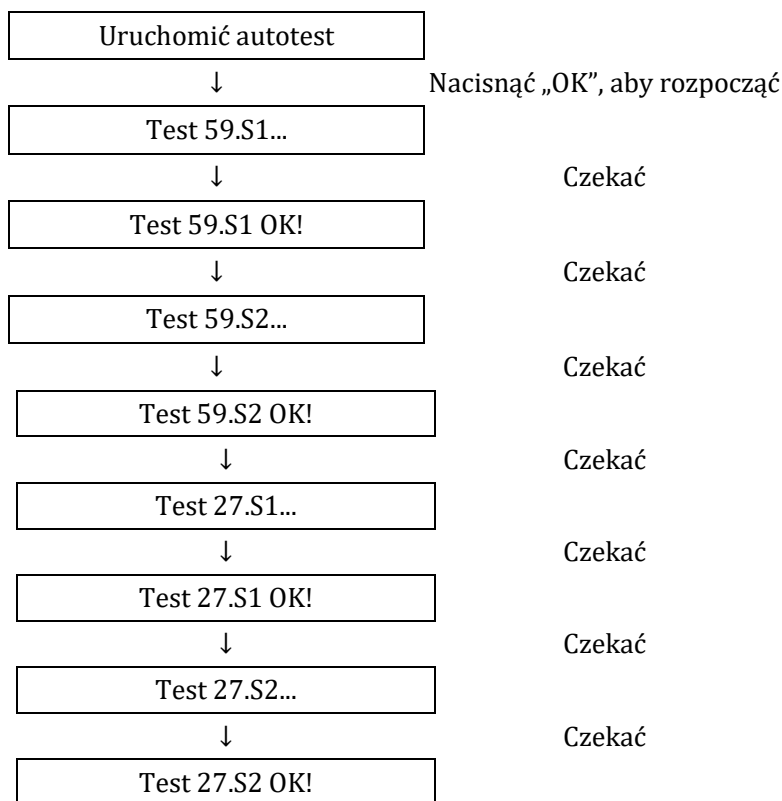 Uruchomić autotest
↓ Nacisnąć „OK”, aby rozpocząć
Test 59.S1...
↓ Czekać
Test 59.S1 OK!
↓ Czekać
Test 59.S2...
↓ Czekać
Test 59.S2 OK!
↓ Czekać
Test 27.S1...
↓ Czekać
Test 27.S1 OK!
↓ Czekać
Test 27.S2...
↓ Czekać
Test 27.S2 OK!